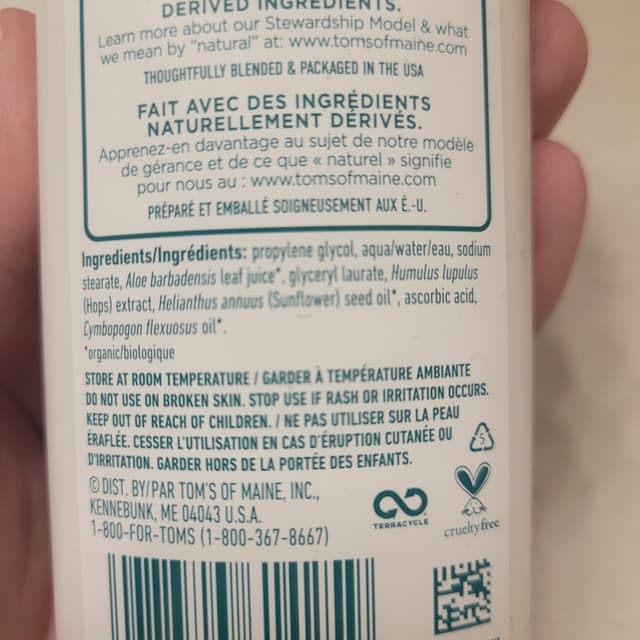 DERIVED INGREDIENTS.
Learn more about our Stewardship Model & what
we mean by “natural” at: www.tomsofmaine.com
THOUGHTFULLY BLENDED & PACKAGED IN THE USA
FAIT AVEC DES INGRÉDIENTS
NATURELLEMENT DÉRIVÉS.
Apprenez-en davantage au sujet de notre modèle
de gérance et de ce que « naturel » signifie
pour nous au : www.tomsofmaine.com
PRÉPARÉ ET EMBALLÉ SOIGNEUSEMENT AUX É.-U.
Ingredients/Ingrédients: propylene glycol, aqua/water/eau, sodium
stearate, Aloe barbadensis leaf juice*, glyceryl laurate, Humulus lupulus
(Hops) extract, Helianthus annuus (Sunflower) seed oil*, ascorbic acid,
Cymbopogon flexuosus oil*.
*organic/biologique
STORE AT ROOM TEMPERATURE / GARDER À TEMPÉRATURE AMBIANTE
DO NOT USE ON BROKEN SKIN. STOP USE IF RASH OR IRRITATION OCCURS.
KEEP OUT OF REACH OF CHILDREN. / NE PAS UTILISER SUR LA PEAU
ÉRAFLÉE. CESSER L'UTILISATION EN CAS D'ÉRUPTION CUTANÉE OU
D'IRRITATION. GARDER HORS DE LA PORTÉE DES ENFANTS.
5
©DIST. BY/PAR TOM'S OF MAINE, INC.,
KENNEBUNK, ME 04043 U.S.A.
1-800-FOR-TOMS (1-800-367-8667)
TERRACYCLE
crueltyfree